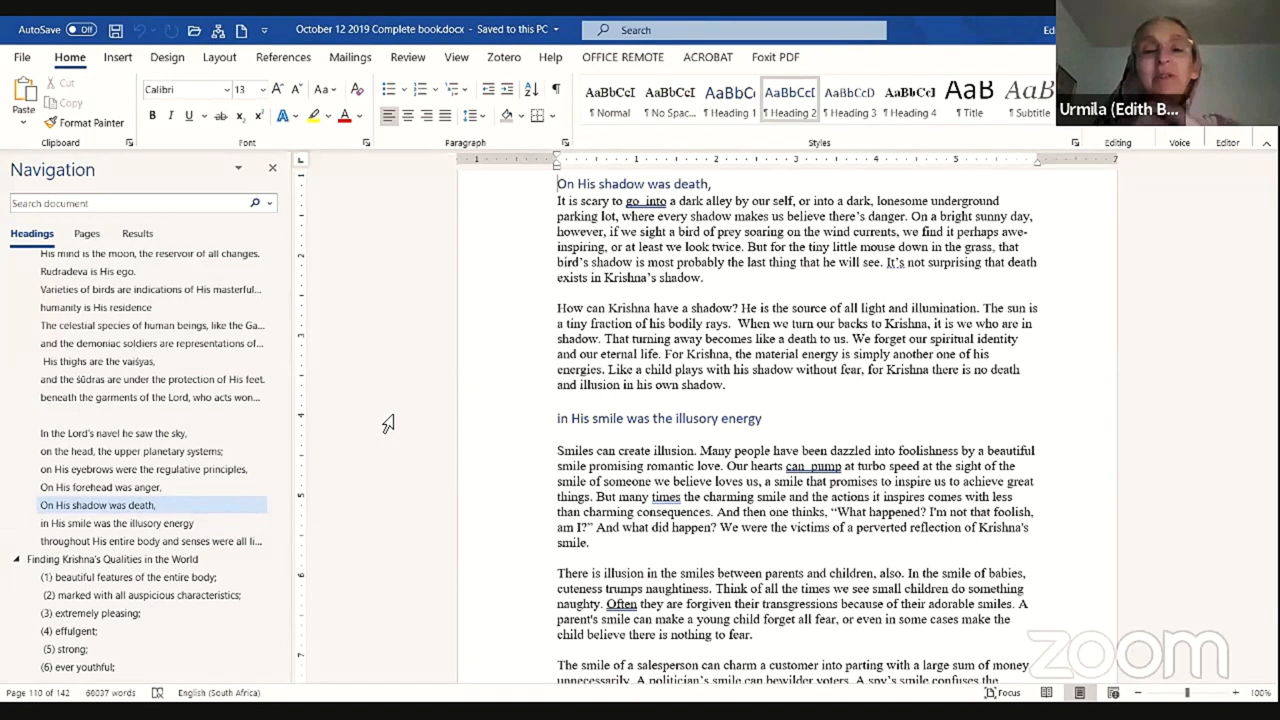 AutoSave Off October 12 2019 Complete book.docx - Saved to this PC Search Ed
File Home Insert Design Layout References Mailings Review View Zotero Help OFFICE REMOTE ACROBAT Foxit PDF
Urmila (Edith B...
Paste
Cut
Copy
Format Painter
Calibri 13
AaBbCcI AaBbCcI AaBbCc AaBbCcI AaBbCcD AaBbCcI AaB AaBbCc
¶ Normal ¶ No Spac... ¶ Heading 1 ¶ Heading 2 ¶ Heading 3 ¶ Heading 4 ¶ Title ¶ Subtitle
Clipboard Font Paragraph Styles Editing Voice Editor
Navigation
Search document
Headings Pages Results
His mind is the moon, the reservoir of all changes.
Rudradeva is His ego.
Varieties of birds are indications of His masterful...
humanity is His residence
The celestial species of human beings, like the Ga...
and the demoniac soldiers are turnings of...
His thighs are the vaiśyas,
and the śūdras are under the protection of His feet.
beneath the garments of the Lord, who acts won...
In the Lord's navel he saw the sky,
on the head, the upper planetary systems;
on His eyebrows were the regulative principles,
On His forehead was anger,
On His shadow was death,
in His smile was the illusory energy
throughout His entire body and senses were all li...
Finding Krishna's Qualities in the World
(1) beautiful features of the entire body;
(2) marked with all auspicious characteristics;
(3) extremely pleasing;
(4) effulgent;
(5) strong;
(6) ever youthful;
On His shadow was death,
It is scary to go into a dark alley by our self, or into a dark, lonesome underground
parking lot, where every shadow makes us believe there's danger. On a bright sunny day,
however, if we sight a bird of prey soaring on the wind currents, we find it perhaps awe-
inspiring, or at least we look twice. But for the tiny little mouse down in the grass, that
bird's shadow is most probably the last thing that he will see. It's not surprising that death
exists in Krishna's shadow.
How can Krishna have a shadow? He is the source of all light and illumination. The sun is
a tiny fraction of his bodily rays. When we turn our backs to Krishna, it is we who are in
shadow. That turning away becomes like a death to us. We forget our spiritual identity
and our eternal life. For Krishna, the material energy is simply another one of his
energies. Like a child plays with his shadow without fear, for Krishna there is no death
and illusion in his own shadow.
in His smile was the illusory energy
Smiles can create illusion. Many people have been dazzled into foolishness by a beautiful
smile promising romantic love. Our hearts can pump at turbo speed at the sight of the
smile of someone we believe loves us, a smile that promises to inspire us to achieve great
things. But many times the charming smile and the actions it inspires comes with less
than charming consequences. And then one thinks, "What happened? I'm not that foolish,
am I?" And what did happen? We were the victims of a perverted reflection of Krishna's
smile.
There is illusion in the smiles between parents and children, also. In the smile of babies,
cuteness trumps naughtiness. Think of all the times we see small children do something
naughty. Often they are forgiven their transgressions because of their adorable smiles. A
parent's smile can make a young child forget all fear, or even in some cases make the
child believe there is nothing to fear.
The smile of a salesperson can charm a customer into parting with a large sum of money
unnecessarily. A politician's smile can bewilder voters. A spy's smile confuses the
zoom
Page 110 of 142 68037 words English (South Africa) Focus 100%